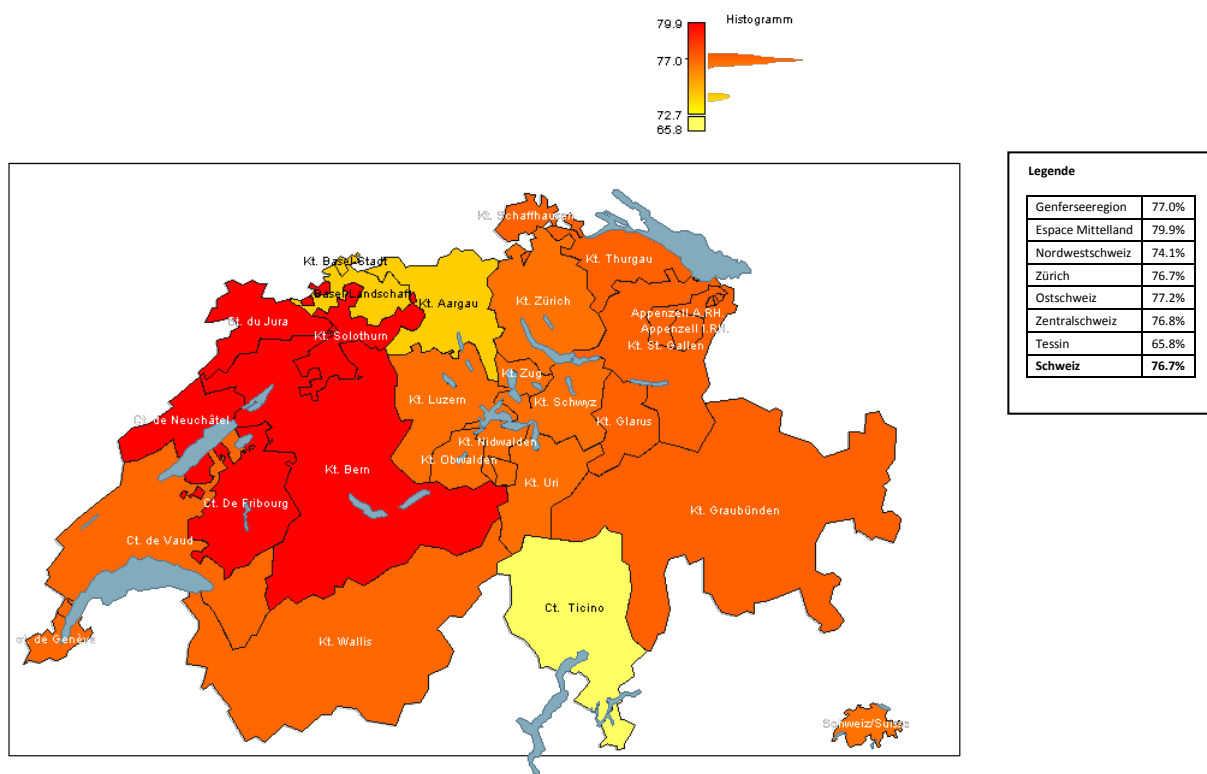 79.9
Histogramm
77.0
72.7
65.8
Legende
Genferseeregion 77.0%
Espace Mittelland 79.9%
Nordwestschweiz 74.1%
Zürich 76.7%
Ostschweiz 77.2%
Zentralschweiz 76.8%
Tessin 65.8%
Schweiz 76.7%
Kt. Schaffhausen
Kt. Basel-Stadt
Kt. Thurgau
Basel-Landschaft
Kt. Aargau
Kt. Zürich
Appenzell A.RH.
Ct. du Jura
Appenzell I.RH.
Kt. Solothurn
Kt. St. Gallen
Kt. Zug
Kt. Luzern
Kt. Schwyz
Ct. de Neuchâtel
Kt. Glarus
Kt. Nidwalden
Kt. Obwalden
Kt. Bern
Kt. Uri
Ct. De Fribourg
Kt. Graubünden
Ct. de Vaud
Ct. Ticino
Ct. de Genève
Kt. Wallis
Schweiz/Suisse